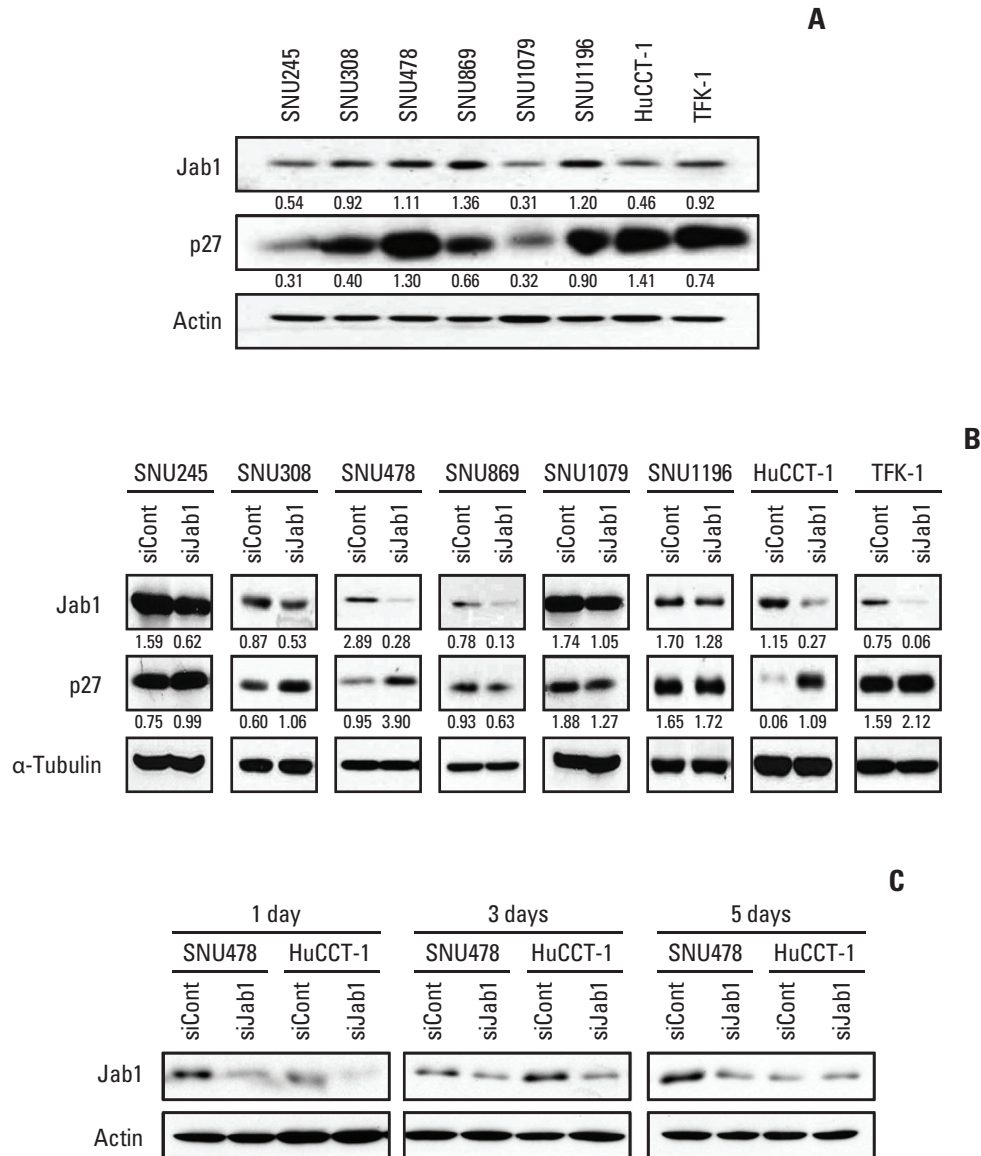 A
SNU245 SNU308 SNU478 SNU869 SNU1079 SNU1196 HuCCT-1 TFK-1
Jab1
0.54 0.92 1.11 1.36 0.31 1.20 0.46 0.92
p27
0.31 0.40 1.30 0.66 0.32 0.90 1.41 0.74
Actin
B
SNU245 SNU308 SNU478 SNU869 SNU1079 SNU1196 HuCCT-1 TFK-1
siCont siJab1 siCont siJab1 siCont siJab1 siCont siJab1 siCont siJab1 siCont siJab1 siCont siJab1 siCont siJab1
Jab1
1.59 0.62 0.87 0.53 2.89 0.28 0.78 0.13 1.74 1.05 1.70 1.28 1.15 0.27 0.75 0.06
p27
0.75 0.99 0.60 1.06 0.95 3.90 0.93 0.63 1.88 1.27 1.65 1.72 0.06 1.09 1.59 2.12
α-Tubulin
C
1 day 3 days 5 days
SNU478 HuCCT-1 SNU478 HuCCT-1 SNU478 HuCCT-1
siCont siJab1 siCont siJab1 siCont siJab1 siCont siJab1 siCont siJab1 siCont siJab1
Jab1
Actin